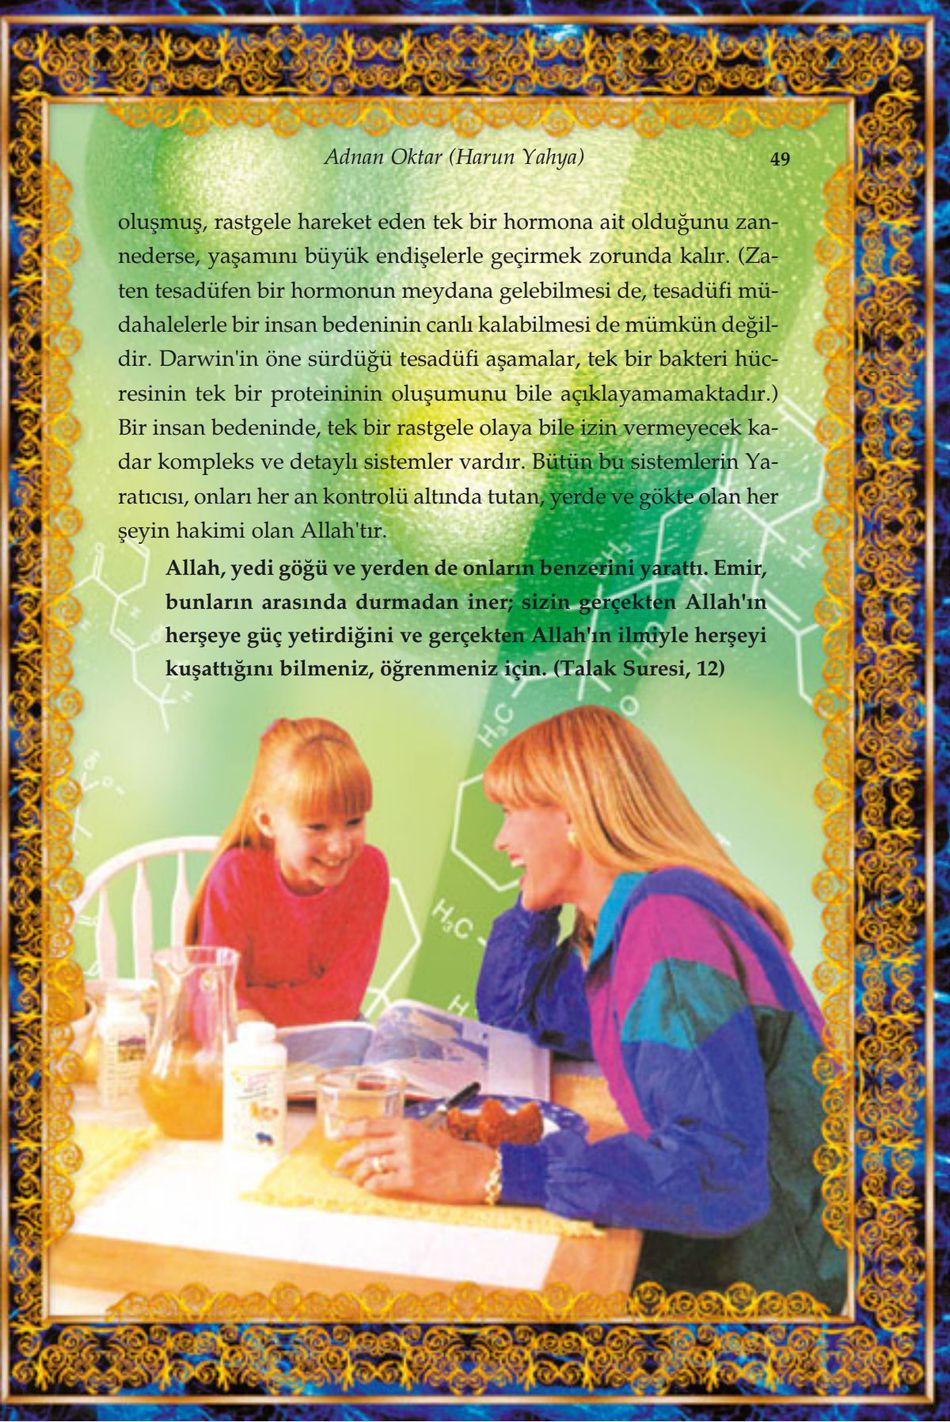 Adnan Oktar (Harun Yahya) 49
oluşmuş, rastgele hareket eden tek bir hormona ait olduğunu zan-
nederse, yaşamını büyük endişelerle geçirmek zorunda kalır. (Za-
ten tesadüfen bir hormonun meydana gelebilmesi de, tesadüfi mü-
dahalelerle bir insan bedeninin canlı kalabilmesi de mümkün değil-
dir. Darwin'in öne sürdüğü tesadüfi aşamalar, tek bir bakteri hüc-
resinin tek bir proteininin oluşumunu bile açıklayamamaktadır.)
Bir insan bedeninde, tek bir rastgele olaya bile izin vermeyecek ka-
dar kompleks ve detaylı sistemler vardır. Bütün bu sistemlerin Ya-
ratıcısı, onları her an kontrolü altında tutan, yerde ve gökte olan her
şeyin hakimi olan Allah'tır.
Allah, yedi göğü ve yerden de onların benzerini yarattı. Emir,
bunların arasında durmadan iner; sizin gerçekten Allah'ın
herşeye güç yetirdiğini ve gerçekten Allah'ın ilmiyle herşeyi
kuşattığını bilmeniz, öğrenmeniz için. (Talak Suresi, 12)
H₃C
O
H₃C
H